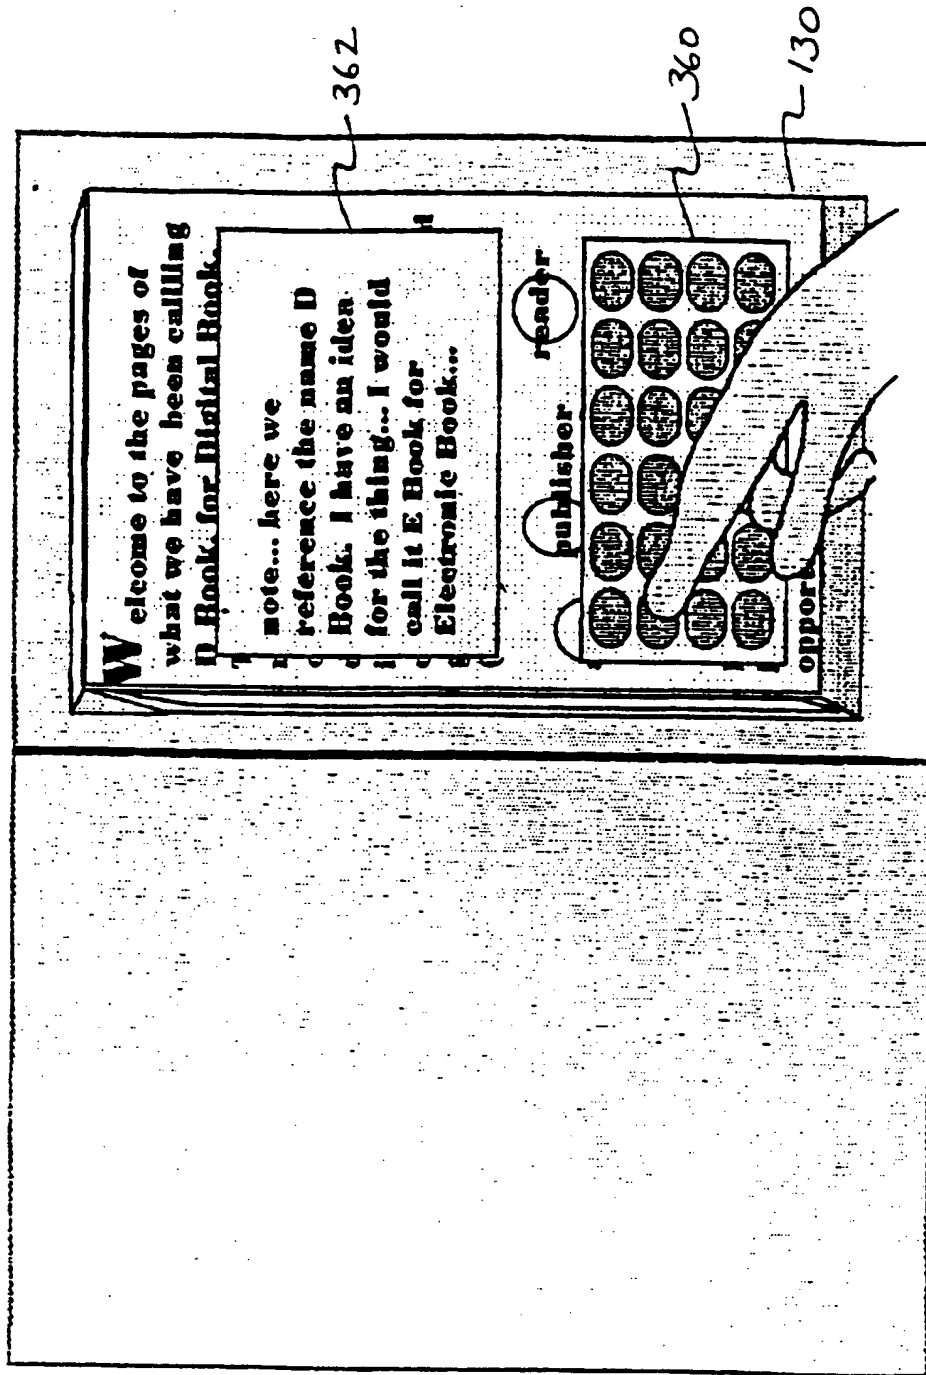 Welcome to the pages of
what we have been callling
D Book for Digital Book.
note... here we
reference the name D
Book. I have an idea
for the thing... I would
call it E Book for
Electronic Book...
publisher
reader
opport
362
360
130